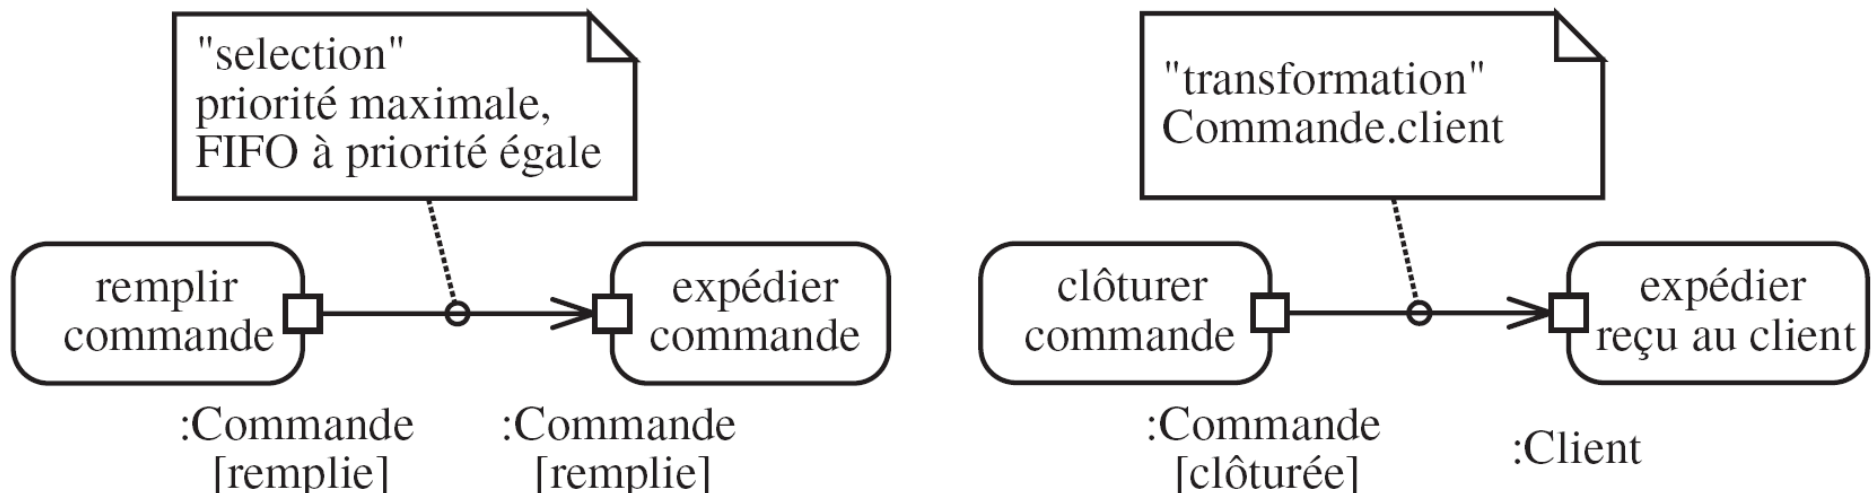 "selection"
priorité maximale,
FIFO à priorité égale
remplir
commande
expédier
commande
:Commande
[remplie]
:Commande
[remplie]
"transformation"
Commande.client
clôturer
commande
expédier
reçu au client
:Commande
[clôturée]
:Client